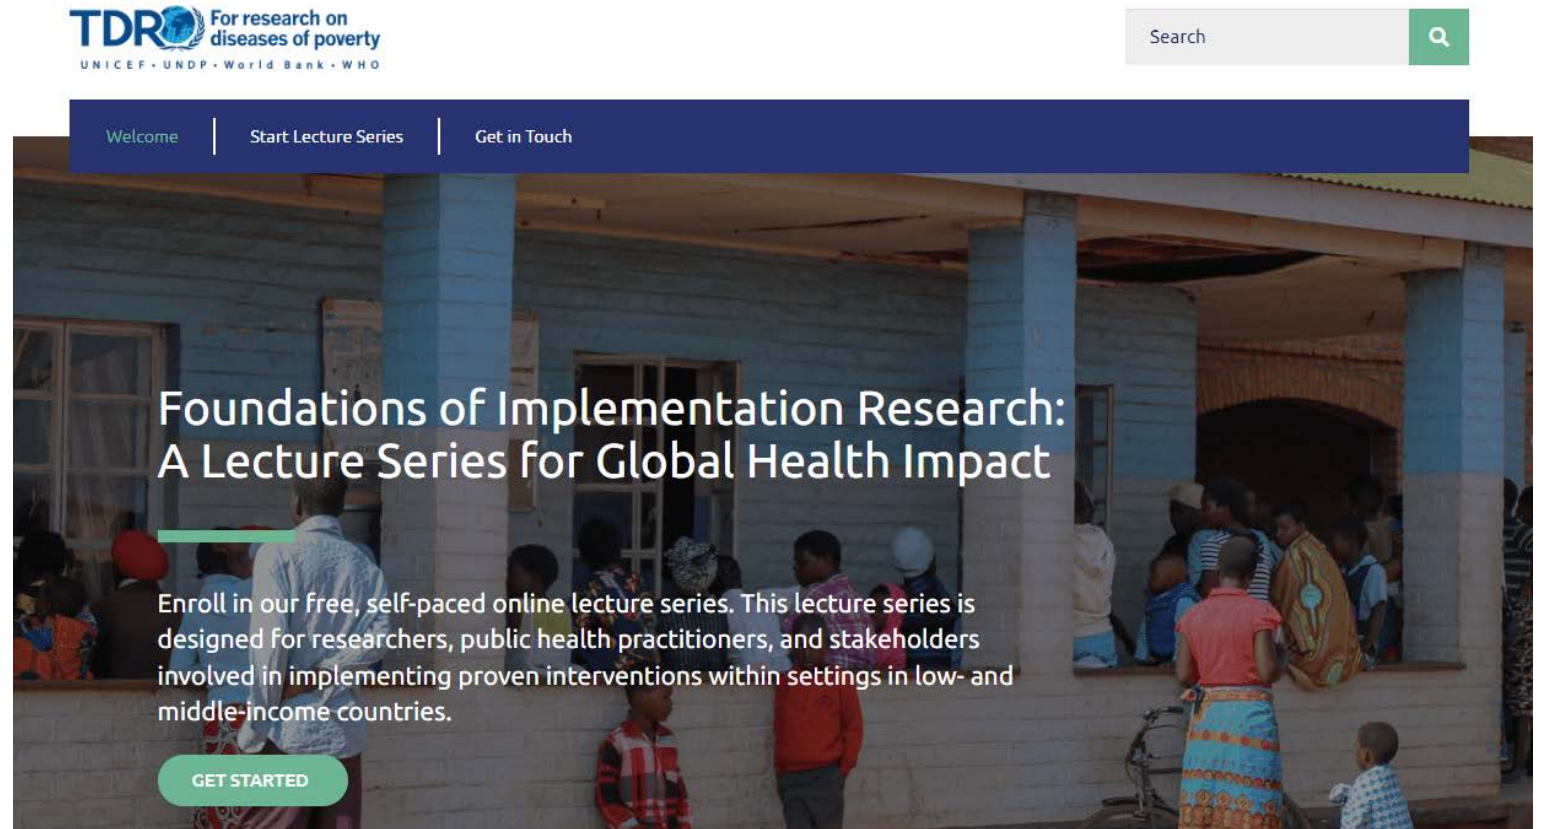 TDR For research on
diseases of poverty
UNICEF • UNDP • World Bank • WHO
Search
Welcome
Start Lecture Series
Get in Touch
Foundations of Implementation Research:
A Lecture Series for Global Health Impact
Enroll in our free, self-paced online lecture series. This lecture series is
designed for researchers, public health practitioners, and stakeholders
involved in implementing proven interventions within settings in low- and
middle-income countries.
GET STARTED